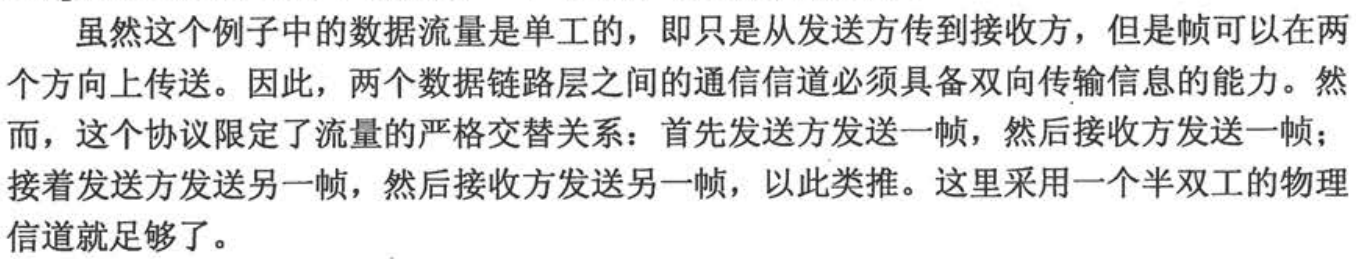 虽然这个例子中的数据流量是单工的，即只是从发送方传到接收方，但是帧可以在两
个方向上传送。因此，两个数据链路层之间的通信信道必须具备双向传输信息的能力。然
而，这个协议限定了流量的严格交替关系：首先发送方发送一帧，然后接收方发送一帧；
接着发送方发送另一帧，然后接收方发送另一帧，以此类推。这里采用一个半双工的物理
信道就足够了。